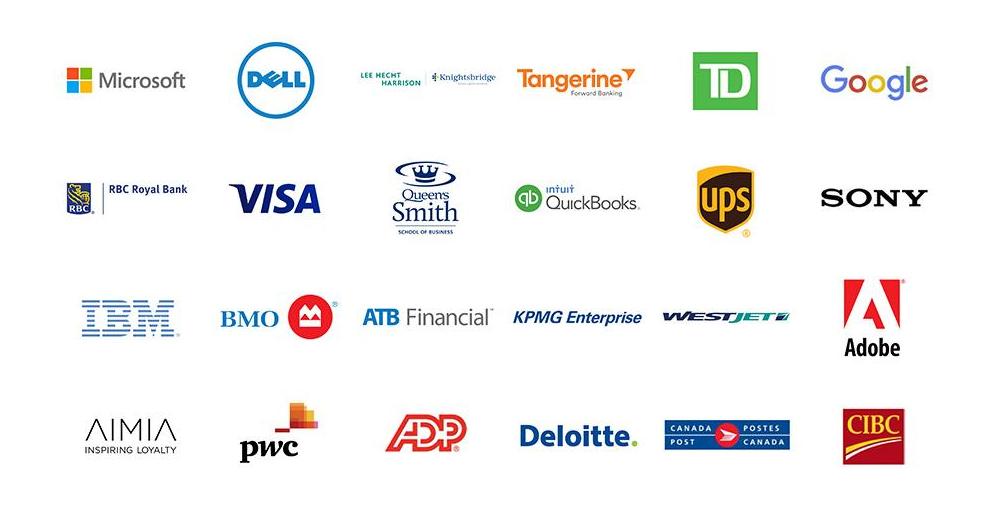 Microsoft
DELL
LEE HECHT
HARRISON
Knightsbridge
Tangerine
Forward Banking
TD
Google
RBC
RBC Royal Bank
VISA
Queen's
Smith
SCHOOL OF BUSINESS
qb
intuit
QuickBooks.
ups
SONY
IBM
BMO
ATB Financial™
KPMG Enterprise
WESTJET
Adobe
AIMIA
INSPIRING LOYALTY
pwc
ADP
Deloitte.
CANADA
POST
POSTES
CANADA
CIBC